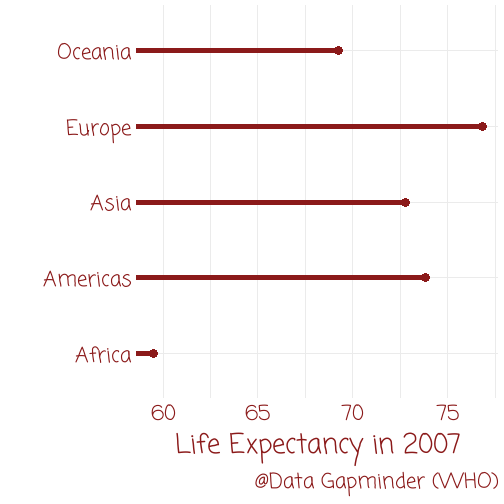 Oceania
Europe
Asia
Americas
Africa
60 65 70 75
Life Expectancy in 2007
@Data Gapminder (WHO)